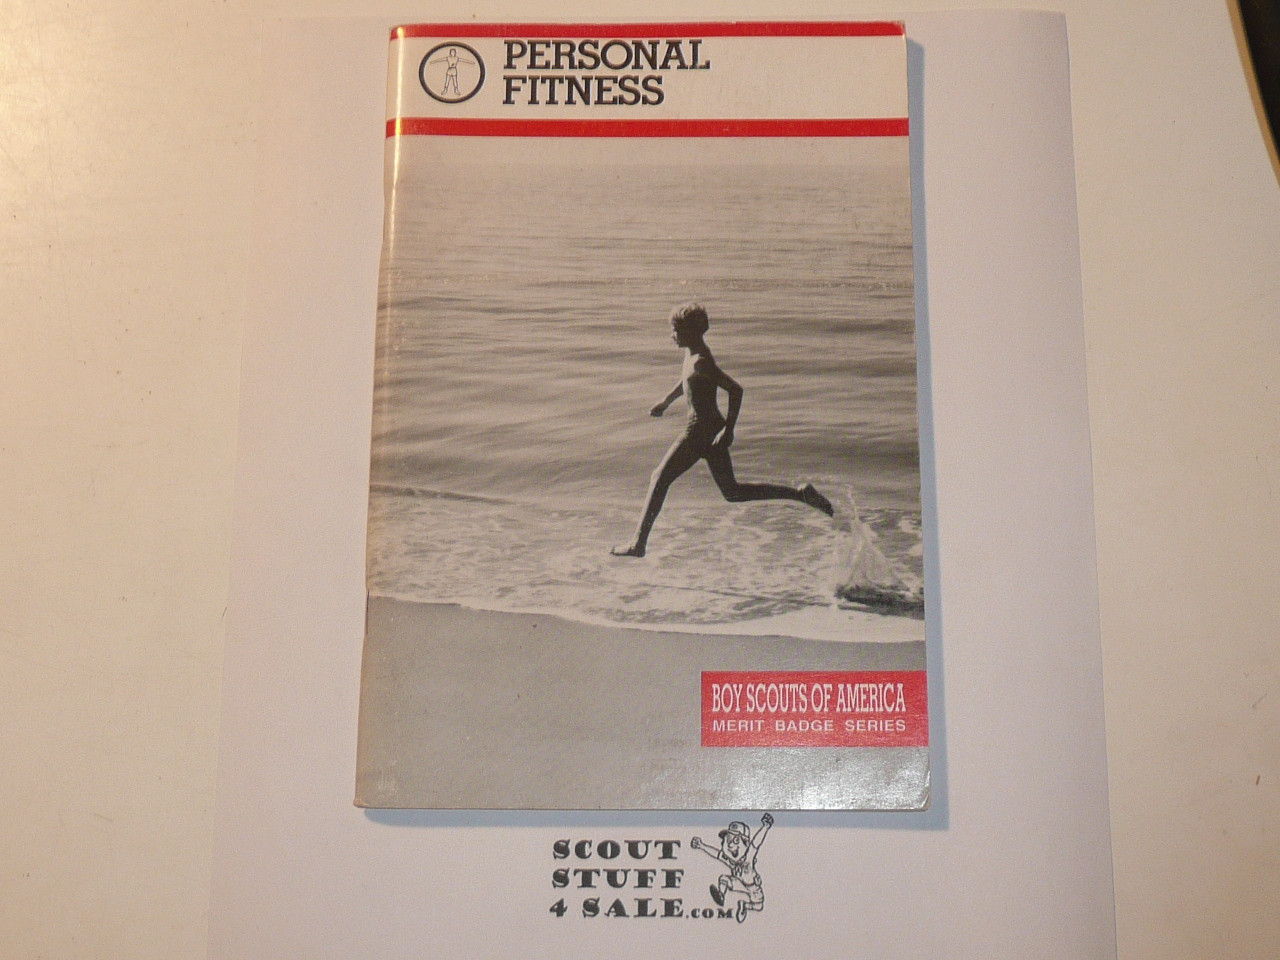 PERSONAL
FITNESS
BOY SCOUTS OF AMERICA
MERIT BADGE SERIES
SCOUT
STUFF
4 SALE.COM